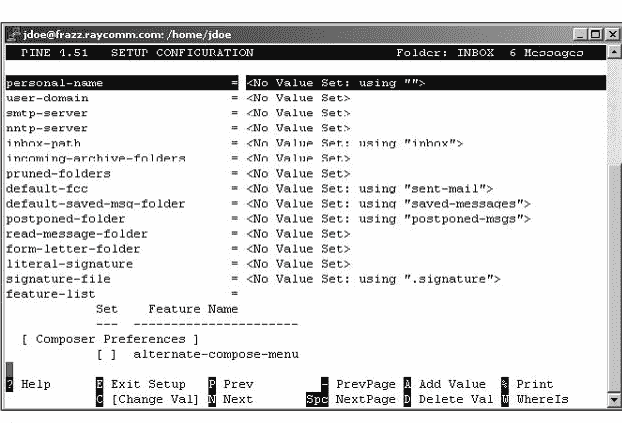 jdoe@frazz.raycomm.com: /home/jdoe
PINE 4.51 SETUP CONFIGURATION Folder: INBOX 6 Messages
personal-name = <No Value Set: using "">
user-domain = <No Value Set>
smtp-server = <No Value Set>
nntp-server = <No Value Set>
inbox-path = <No Value Set: using "inbox">
incoming-archive-folders = <No Value Set>
pruned-folders = <No Value Set>
default-fcc = <No Value Set: using "sent-mail">
default-saved-msg-folder = <No Value Set: using "saved-messages">
postponed-folder = <No Value Set: using "postponed-msgs">
read-message-folder = <No Value Set>
form-letter-folder = <No Value Set>
literal-signature = <No Value Set>
signature-file = <No Value Set: using ".signature">
feature-list =
Set Feature Name
--- ----------------------
[ Composer Preferences ]
[ ] alternate-compose-menu
? Help E Exit Setup P Prev - PrevPage A Add Value % Print
C [Change Val] N Next Spc NextPage D Delete Val W WhereIs